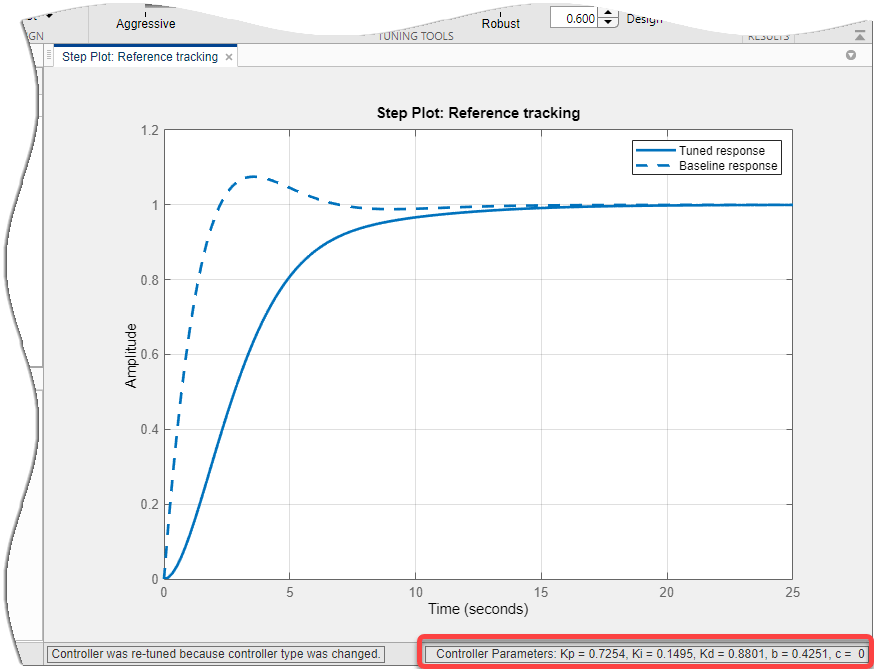 Aggressive
Robust
0.600
Design
TUNING TOOLS
RESULTS
Step Plot: Reference tracking ×
Step Plot: Reference tracking
Tuned response
Baseline response
1.2
1
0.8
0.6
0.4
0.2
0
Amplitude
0 5 10 15 20 25
Time (seconds)
Controller was re-tuned because controller type was changed.
Controller Parameters: Kp = 0.7254, Ki = 0.1495, Kd = 0.8801, b = 0.4251, c = 0